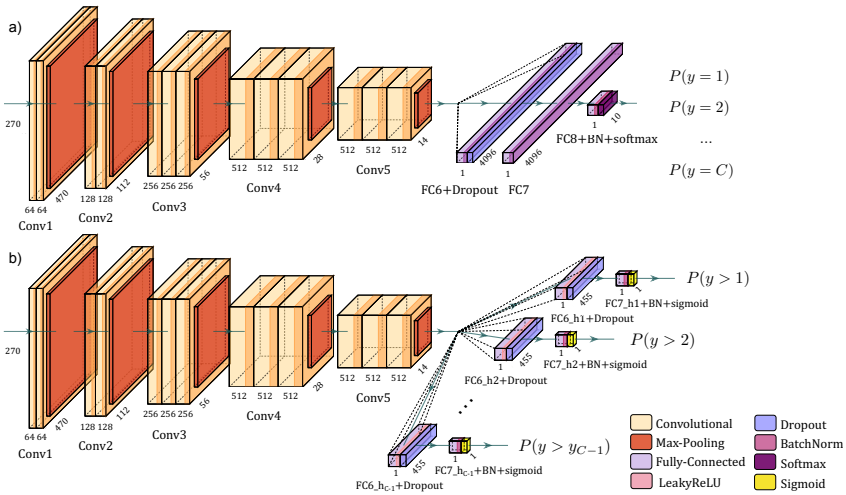 a)
270
64 64
470
Conv1
128 128
112
Conv2
256 256 256
56
Conv3
512 512 512
28
Conv4
512 512 512
14
Conv5
1
4096
FC6+Dropout
1
4096
FC7
1
10
FC8+BN+softmax
P(y = 1)
P(y = 2)
...
P(y = C)
b)
270
64 64
470
Conv1
128 128
112
Conv2
256 256 256
56
Conv3
512 512 512
28
Conv4
512 512 512
14
Conv5
1
455
FC6_h1+Dropout
1
1
FC7_h1+BN+sigmoid
P(y > 1)
1
455
FC6_h2+Dropout
1
1
FC7_h2+BN+sigmoid
P(y > 2)
...
1
455
FC6_h_{C-1}+Dropout
1
1
FC7_h_{C-1}+BN+sigmoid
P(y > y_{C-1})
Convolutional
Max-Pooling
Fully-Connected
LeakyReLU
Dropout
BatchNorm
Softmax
Sigmoid